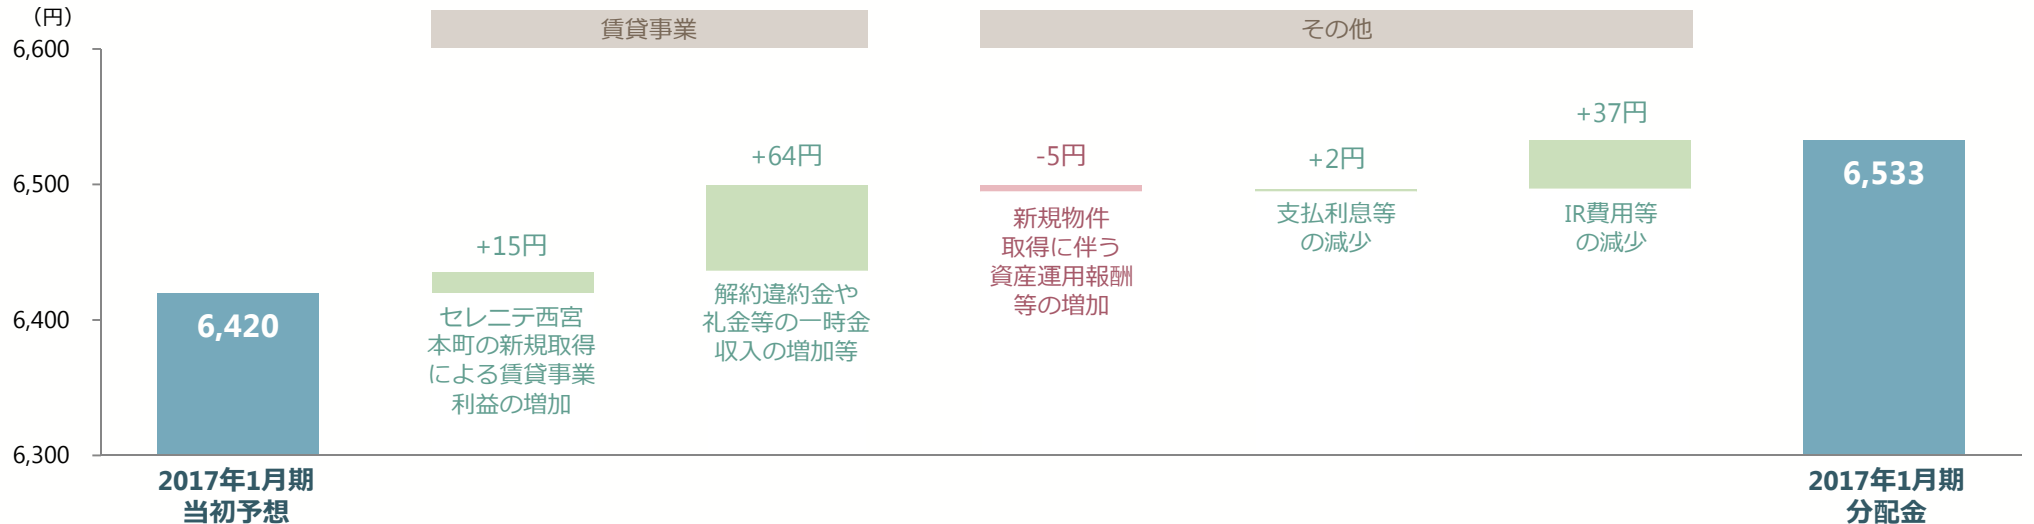 （円）
6,600
6,500
6,400
6,300
賃貸事業
その他
6,420
2017年1月期
当初予想
+15円
セレニテ西宮
本町の新規取得
による賃貸事業
利益の増加
+64円
解約違約金や
礼金等の一時金
収入の増加等
-5円
新規物件
取得に伴う
資産運用報酬
等の増加
+2円
支払利息等
の減少
+37円
IR費用等
の減少
6,533
2017年1月期
分配金